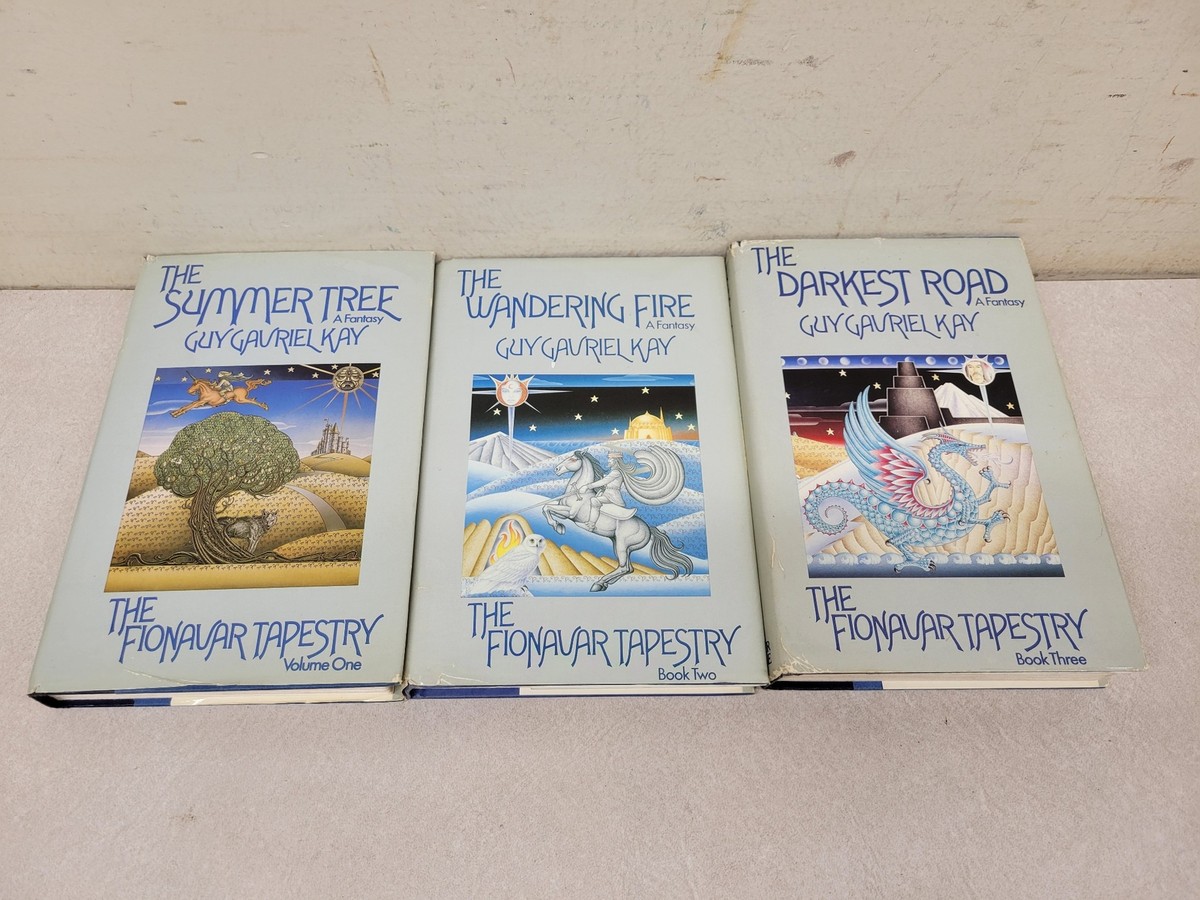 THE
SUMMER TREE
A Fantasy
GUY GAVRIEL KAY
THE
FIONAVAR TAPESTRY
Volume One
THE
WANDERING FIRE
A Fantasy
GUY GAVRIEL KAY
THE
FIONAVAR TAPESTRY
Book Two
THE
DARKEST ROAD
A Fantasy
GUY GAVRIEL KAY
THE
FIONAVAR TAPESTRY
Book Three